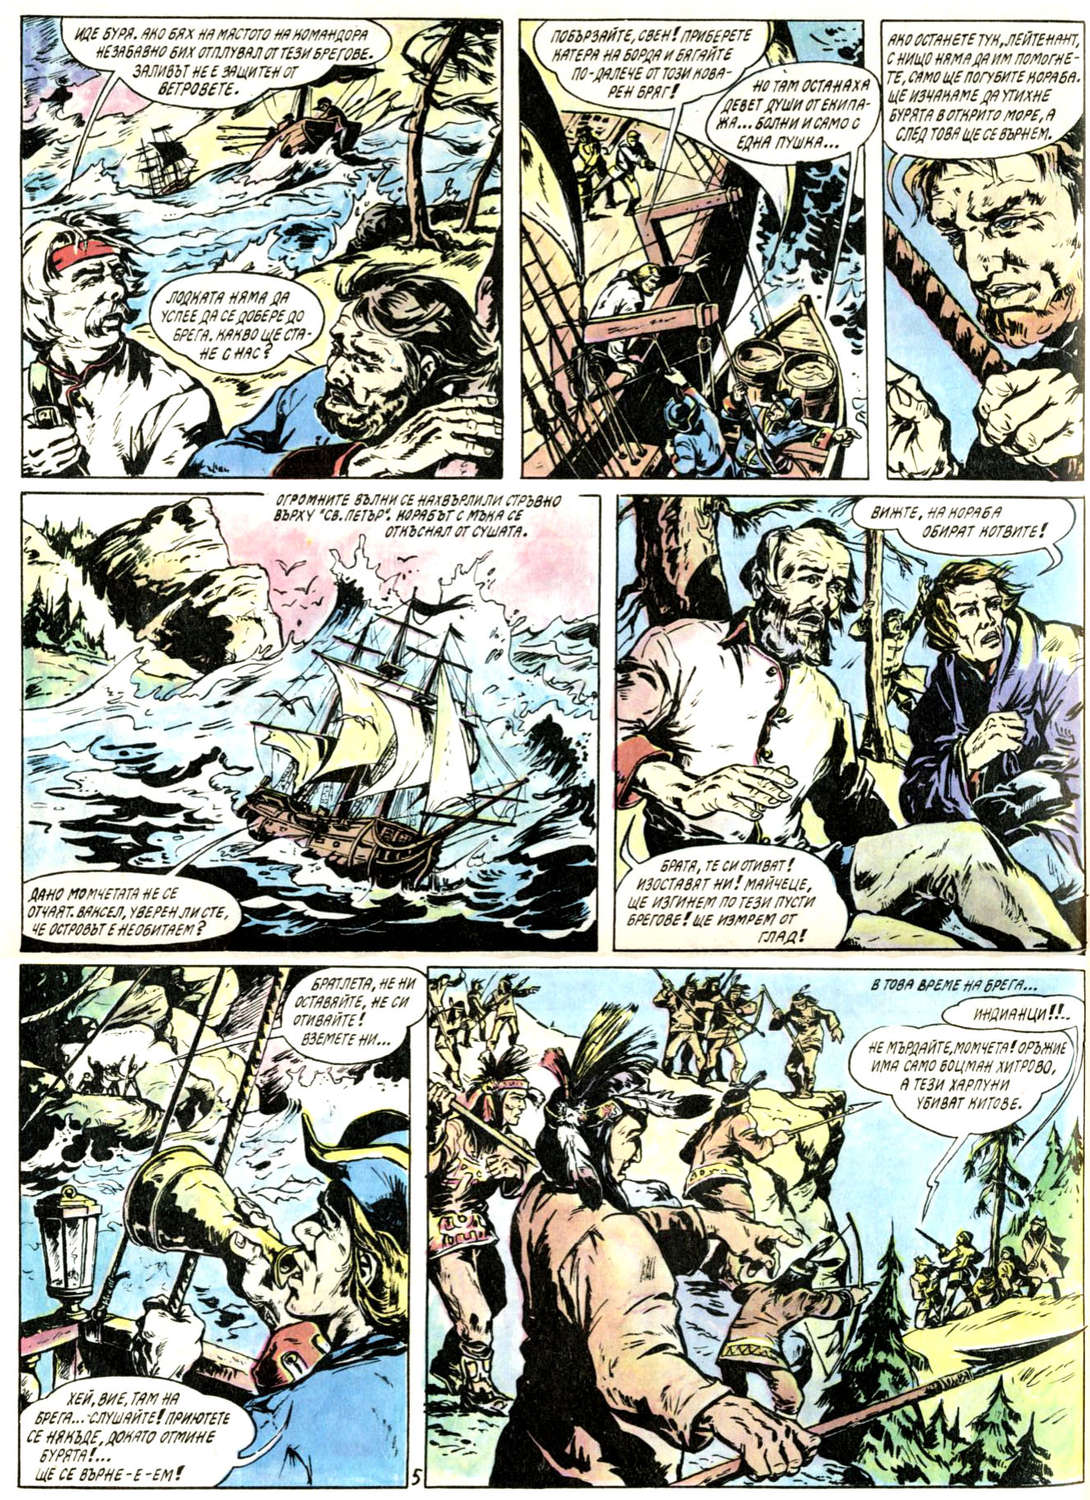 ИДЕ БУРЯ. АКО БЯХ НА МЯСТОТО НА КОМАНДОРА
НЕЗАБАВНО БИХ ОТПЛУВАЛ ОТ ТЕЗИ БРЕГОВЕ.
ЗАЛИВЪТ НЕ Е ЗАЩИТЕН ОТ
ВЕТРОВЕТЕ.
ЛОДКАТА НЯМА ДА
УСПЕЕ ДА СЕ ДОБЕРЕ ДО
БРЕГА. КАКВО ЩЕ СТА-
НЕ С НАС?
ПОБЪРЗАЙТЕ, СВЕН! ПРИБЕРЕТЕ
КАТЕРА НА БОРДА И БЯГАЙТЕ
ПО-ДАЛЕЧЕ ОТ ТОЗИ КОВА-
РЕН БРЯГ!
НО ТАМ ОСТАНАХА
ДЕВЕТ ДУШИ ОТ ЕКИПА-
ЖА... БОЛНИ И САМО С
ЕДНА ПУШКА...
АКО ОСТАНЕТЕ ТУК, ЛЕЙТЕНАНТ,
С НИЩО НЯМА ДА ИМ ПОМОГНЕ-
ТЕ, САМО ЩЕ ПОГУБИТЕ КОРАБА.
ЩЕ ИЗЧАКАМЕ ДА УТИХНЕ
БУРЯТА В ОТКРИТО МОРЕ, А
СЛЕД ТОВА ЩЕ СЕ ВЪРНЕМ.
ОГРОМНИТЕ ВЪЛНИ СЕ НАХВЪРЛИЛИ СТРЪВНО
ВЪРХУ "СВ. ПЕТЪР". КОРАБЪТ С МЪКА СЕ
ОТКЪСНАЛ ОТ СУШАТА.
ДАНО МОМЧЕТАТА НЕ СЕ
ОТЧАЯТ. ВАКСЕЛ, УВЕРЕН ЛИ СТЕ,
ЧЕ ОСТРОВЪТ Е НЕОБИТАЕМ?
ВИЖТЕ, НА КОРАБА
ОБИРАТ КОТВИТЕ!
БРАТЯ, ТЕ СИ ОТИВАТ!
ИЗОСТАВЯТ НИ! МАЙЧЕЦЕ,
ЩЕ ИЗГИНЕМ ПО ТЕЗИ ПУСТИ
БРЕГОВЕ! ЩЕ ИЗМРЕМ ОТ
ГЛАД!
БРАТЛЕТА, НЕ НИ
ОСТАВЯЙТЕ, НЕ СИ
ОТИВАЙТЕ!
ВЗЕМЕТЕ НИ...
ХЕЙ, ВИЕ, ТАМ НА
БРЕГА... СЛУШАЙТЕ! ПРИЮТЕТЕ
СЕ НЯКЪДЕ, ДОКАТО ОТМИНЕ
БУРЯТА!...
ЩЕ СЕ ВЪРНЕ-Е-ЕМ!
5
В ТОВА ВРЕМЕ НА БРЕГА...
ИНДИАНЦИ!!..
НЕ МЪРДАЙТЕ, МОМЧЕТА! ОРЪЖИЕ
ИМА САМО БОЦМАН ХИТРОВО,
А ТЕЗИ ХАРПУНИ
УБИВАТ КИТОВЕ.